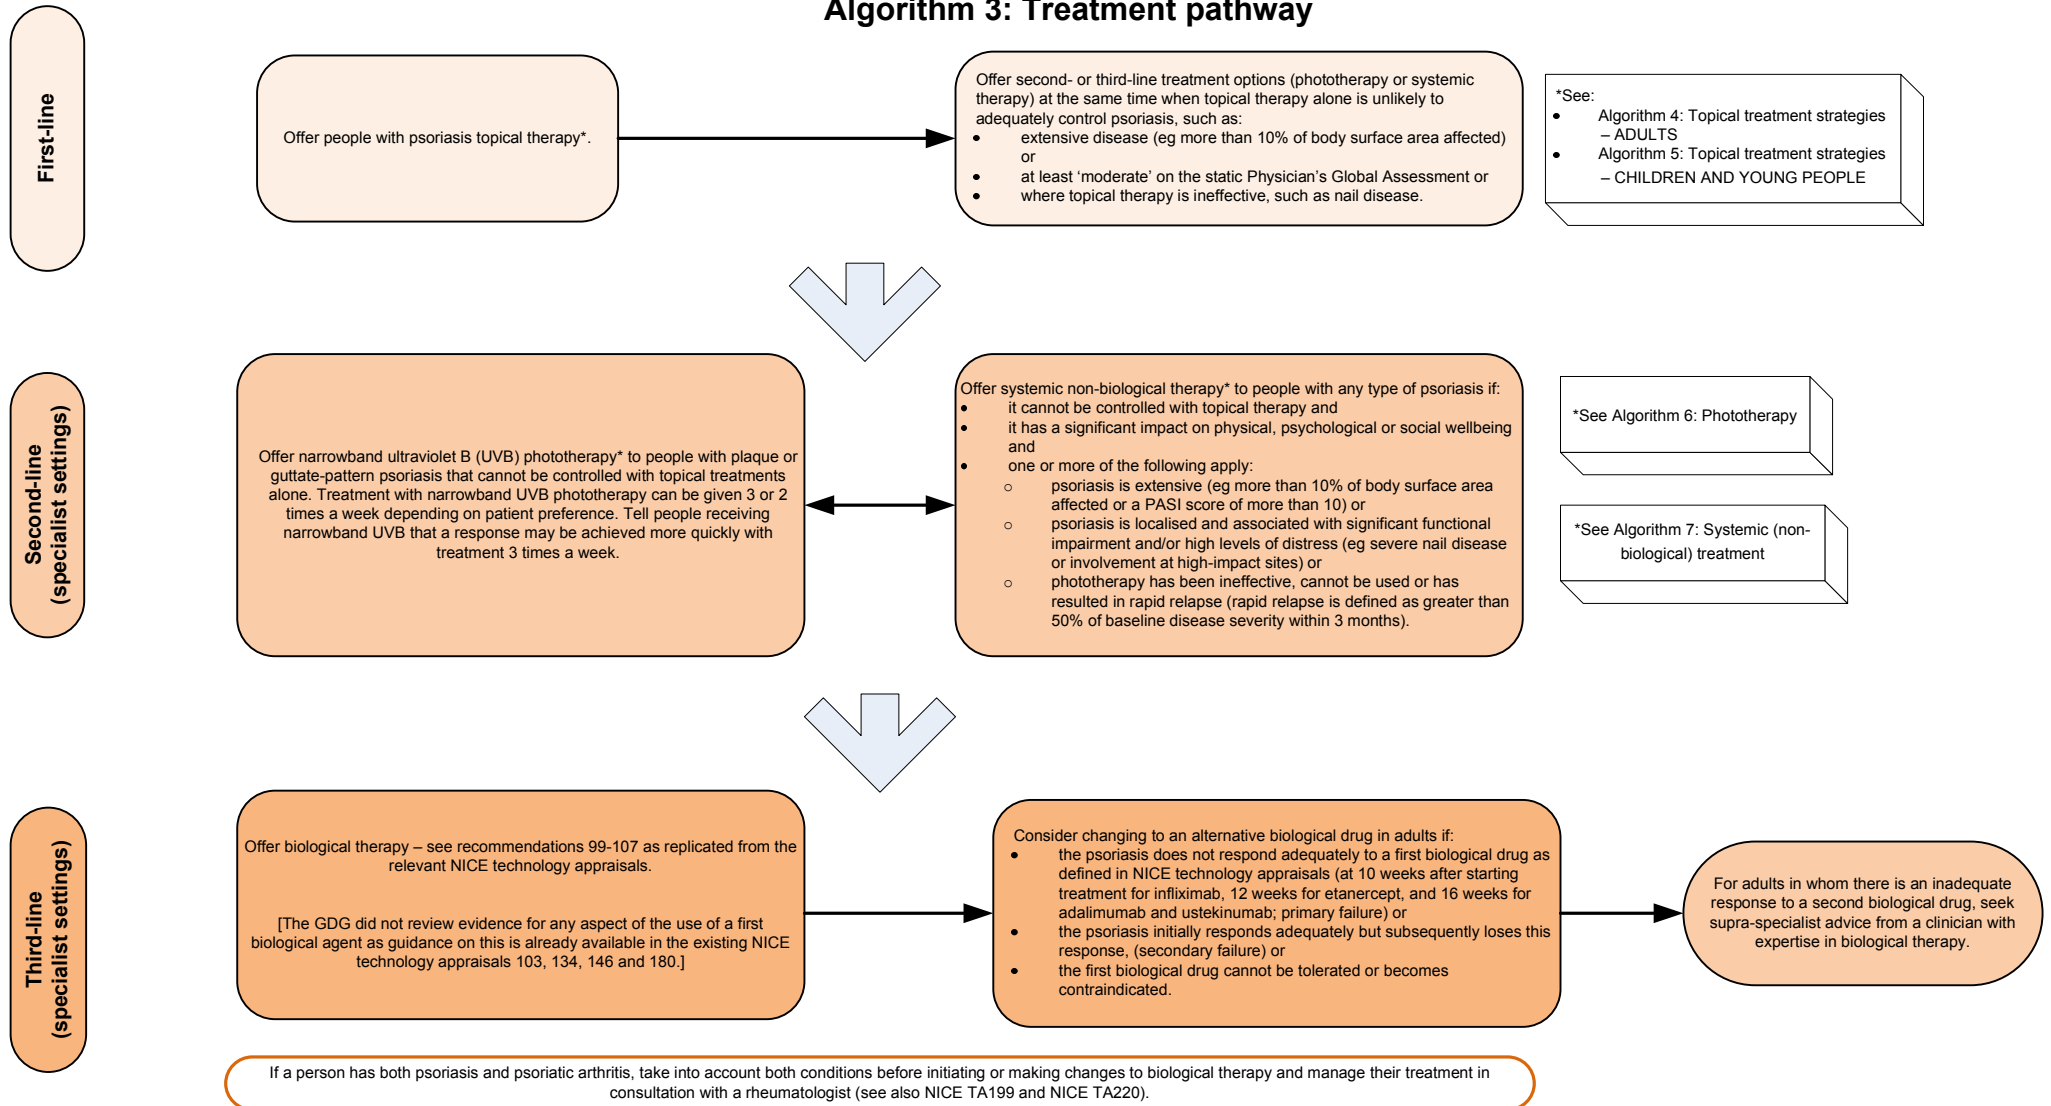 Algorithm 3: Treatment pathway
First-line
Offer people with psoriasis topical therapy*.
Offer second- or third-line treatment options (phototherapy or systemic
therapy) at the same time when topical therapy alone is unlikely to
adequately control psoriasis, such as:
• extensive disease (eg more than 10% of body surface area affected)
or
• at least ‘moderate’ on the static Physician’s Global Assessment or
• where topical therapy is ineffective, such as nail disease.
*See:
• Algorithm 4: Topical treatment strategies
– ADULTS
• Algorithm 5: Topical treatment strategies
– CHILDREN AND YOUNG PEOPLE
Second-line
(specialist settings)
Offer narrowband ultraviolet B (UVB) phototherapy* to people with plaque or
guttate-pattern psoriasis that cannot be controlled with topical treatments
alone. Treatment with narrowband UVB phototherapy can be given 3 or 2
times a week depending on patient preference. Tell people receiving
narrowband UVB that a response may be achieved more quickly with
treatment 3 times a week.
Offer systemic non-biological therapy* to people with any type of psoriasis if:
• it cannot be controlled with topical therapy and
• it has a significant impact on physical, psychological or social wellbeing
and
• one or more of the following apply:
o psoriasis is extensive (eg more than 10% of body surface area
affected or a PASI score of more than 10) or
o psoriasis is localised and associated with significant functional
impairment and/or high levels of distress (eg severe nail disease
or involvement at high-impact sites) or
o phototherapy has been ineffective, cannot be used or has
resulted in rapid relapse (rapid relapse is defined as greater than
50% of baseline disease severity within 3 months).
*See Algorithm 6: Phototherapy
*See Algorithm 7: Systemic (non-
biological) treatment
Third-line
(specialist settings)
Offer biological therapy – see recommendations 99-107 as replicated from the
relevant NICE technology appraisals.
[The GDG did not review evidence for any aspect of the use of a first
biological agent as guidance on this is already available in the existing NICE
technology appraisals 103, 134, 146 and 180.]
Consider changing to an alternative biological drug in adults if:
• the psoriasis does not respond adequately to a first biological drug as
defined in NICE technology appraisals (at 10 weeks after starting
treatment for infliximab, 12 weeks for etanercept, and 16 weeks for
adalimumab and ustekinumab; primary failure) or
• the psoriasis initially responds adequately but subsequently loses this
response, (secondary failure) or
• the first biological drug cannot be tolerated or becomes
contraindicated.
For adults in whom there is an inadequate
response to a second biological drug, seek
supra-specialist advice from a clinician with
expertise in biological therapy.
If a person has both psoriasis and psoriatic arthritis, take into account both conditions before initiating or making changes to biological therapy and manage their treatment in
consultation with a rheumatologist (see also NICE TA199 and NICE TA220).